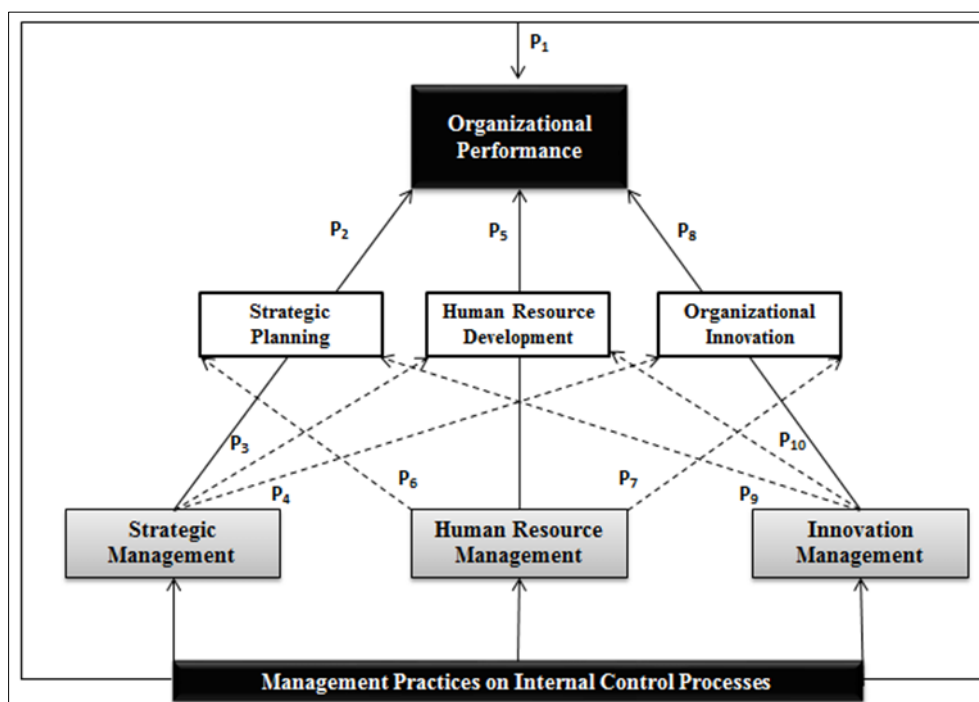 P1
Organizational
Performance
P2
P5
P8
Strategic
Planning
Human Resource
Development
Organizational
Innovation
P3
P4
P6
P7
P9
P10
Strategic
Management
Human Resource
Management
Innovation
Management
Management Practices on Internal Control Processes